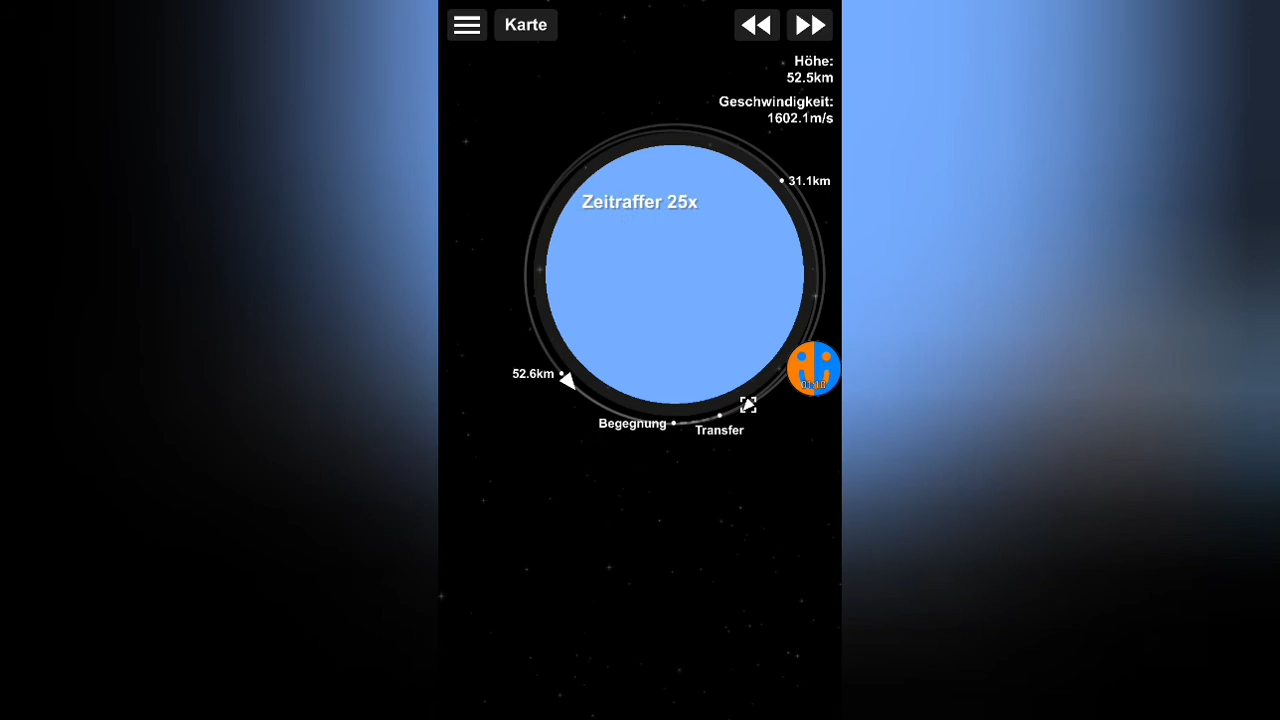 Karte
Höhe:
52.5km
Geschwindigkeit:
1602.1m/s
31.1km
Zeitraffer 25x
52.6km
Begegnung
Transfer